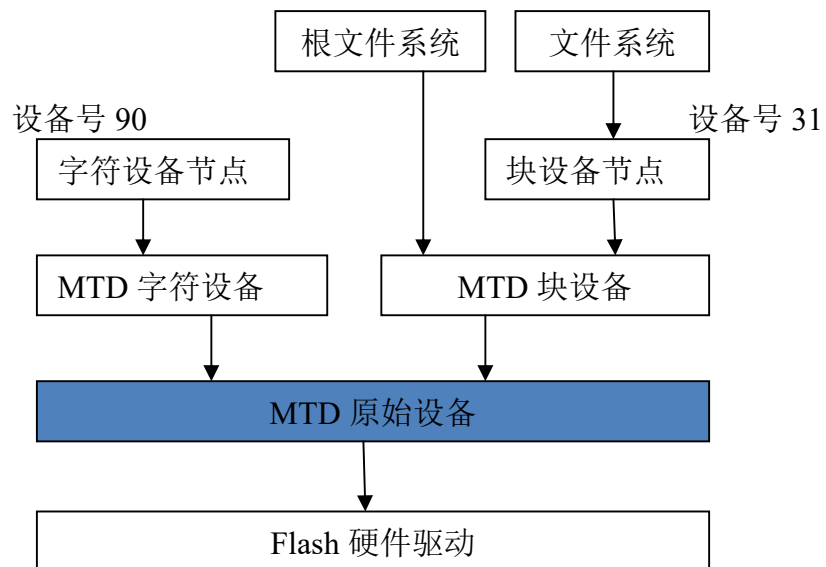 根文件系统
文件系统
设备号 90
设备号 31
字符设备节点
块设备节点
MTD 字符设备
MTD 块设备
MTD 原始设备
Flash 硬件驱动